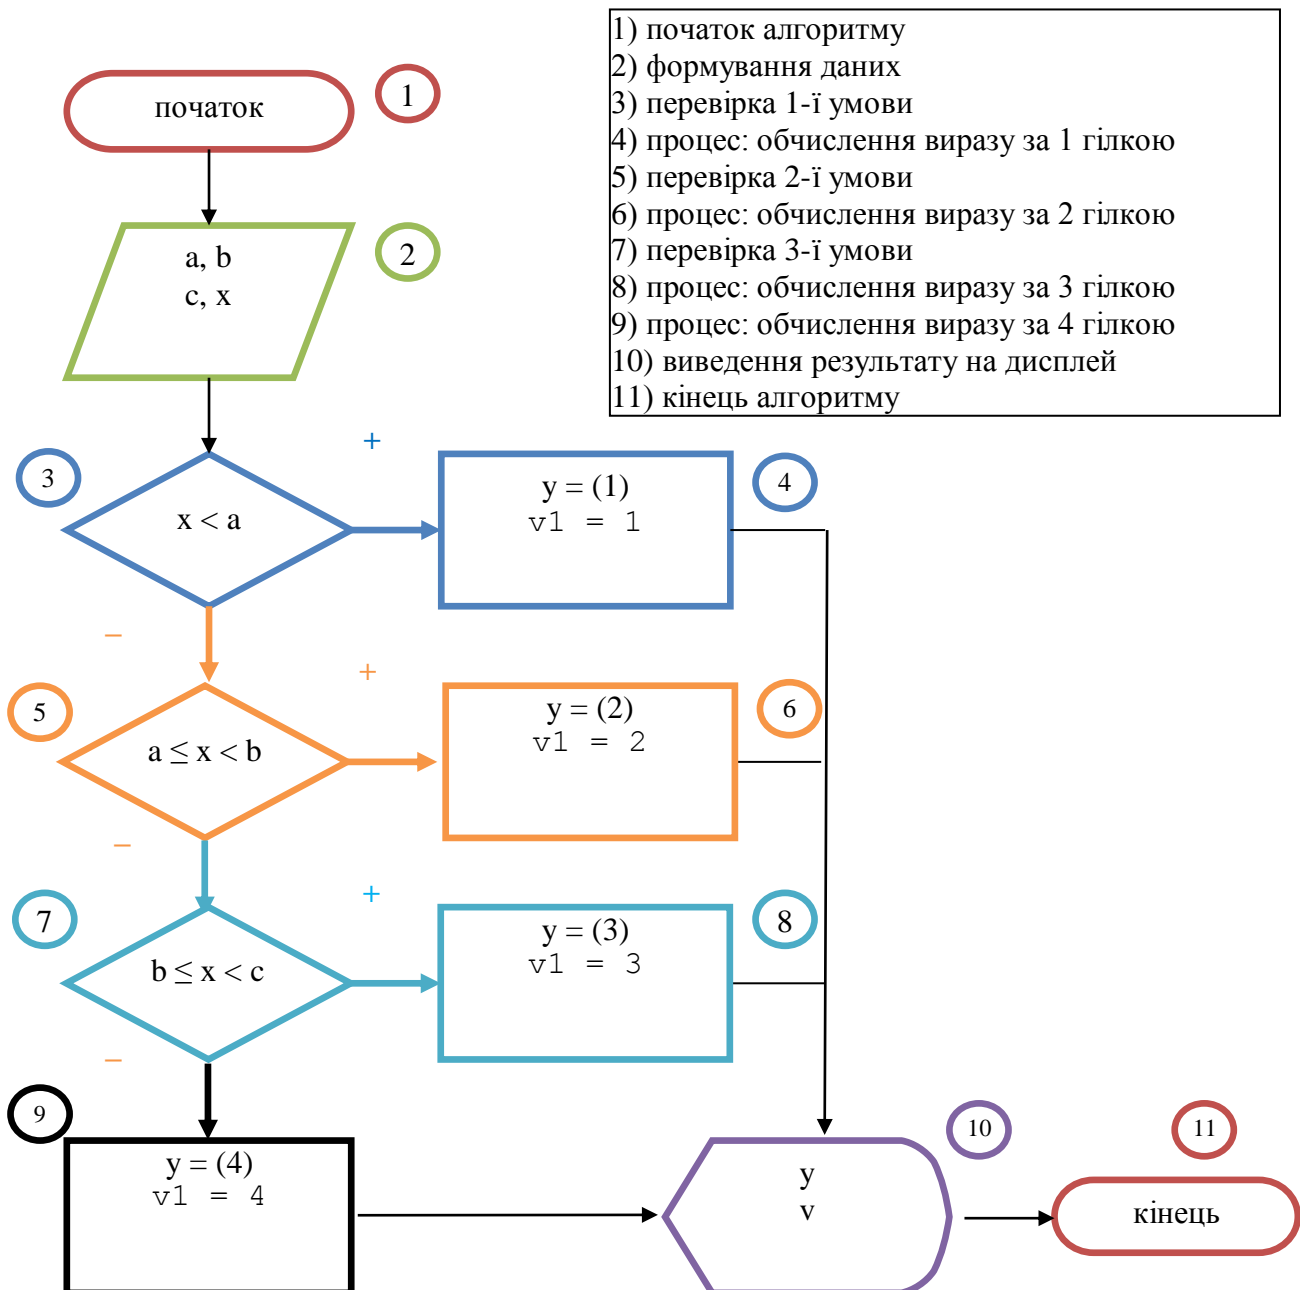 1) початок алгоритму
2) формування даних
3) перевірка 1-ї умови
4) процес: обчислення виразу за 1 гілкою
5) перевірка 2-ї умови
6) процес: обчислення виразу за 2 гілкою
7) перевірка 3-ї умови
8) процес: обчислення виразу за 3 гілкою
9) процес: обчислення виразу за 4 гілкою
10) виведення результату на дисплей
11) кінець алгоритму
початок
1
a, b
c, x
2
3
x < a
+
y = (1)
v1 = 1
4
–
5
a ≤ x < b
+
y = (2)
v1 = 2
6
–
7
b ≤ x < c
+
y = (3)
v1 = 3
8
–
9
y = (4)
v1 = 4
10
y
v
11
кінець